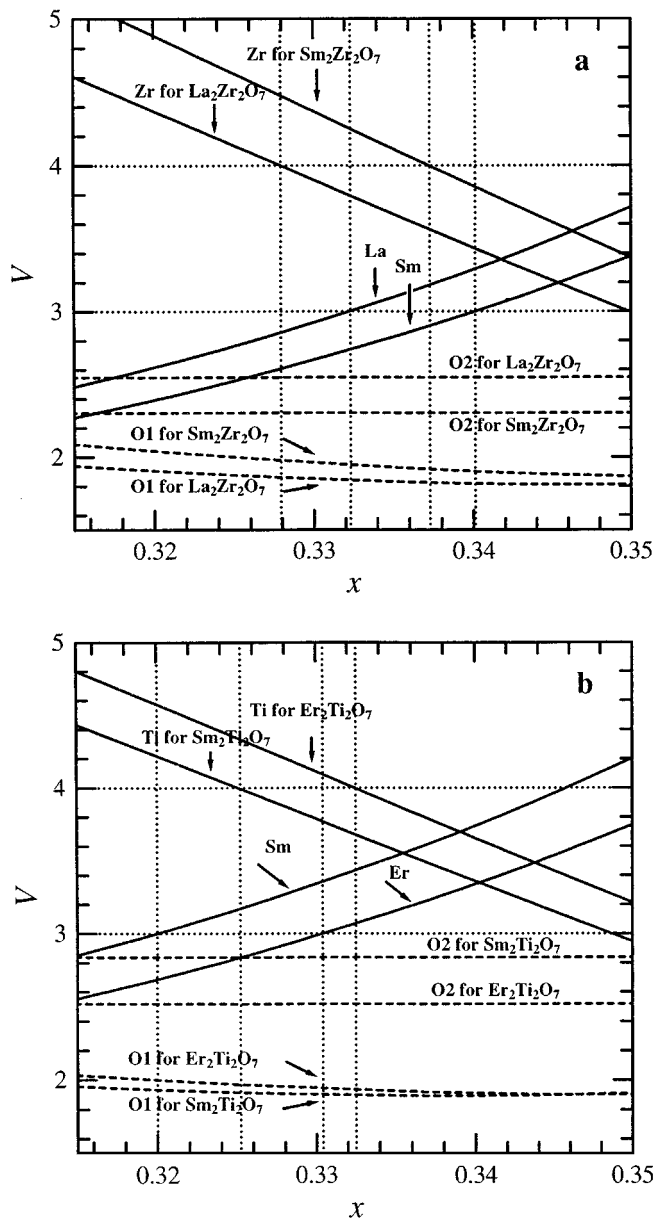 5
a
Zr for Sm₂Zr₂O₇
Zr for La₂Zr₂O₇
4
La
Sm
V
3
O2 for La₂Zr₂O₇
O2 for Sm₂Zr₂O₇
O1 for Sm₂Zr₂O₇
2
O1 for La₂Zr₂O₇
0.32
0.33
0.34
0.35
x
5
b
Ti for Er₂Ti₂O₇
Ti for Sm₂Ti₂O₇
4
Sm
Er
V
3
O2 for Sm₂Ti₂O₇
O2 for Er₂Ti₂O₇
O1 for Er₂Ti₂O₇
2
O1 for Sm₂Ti₂O₇
0.32
0.33
0.34
0.35
x